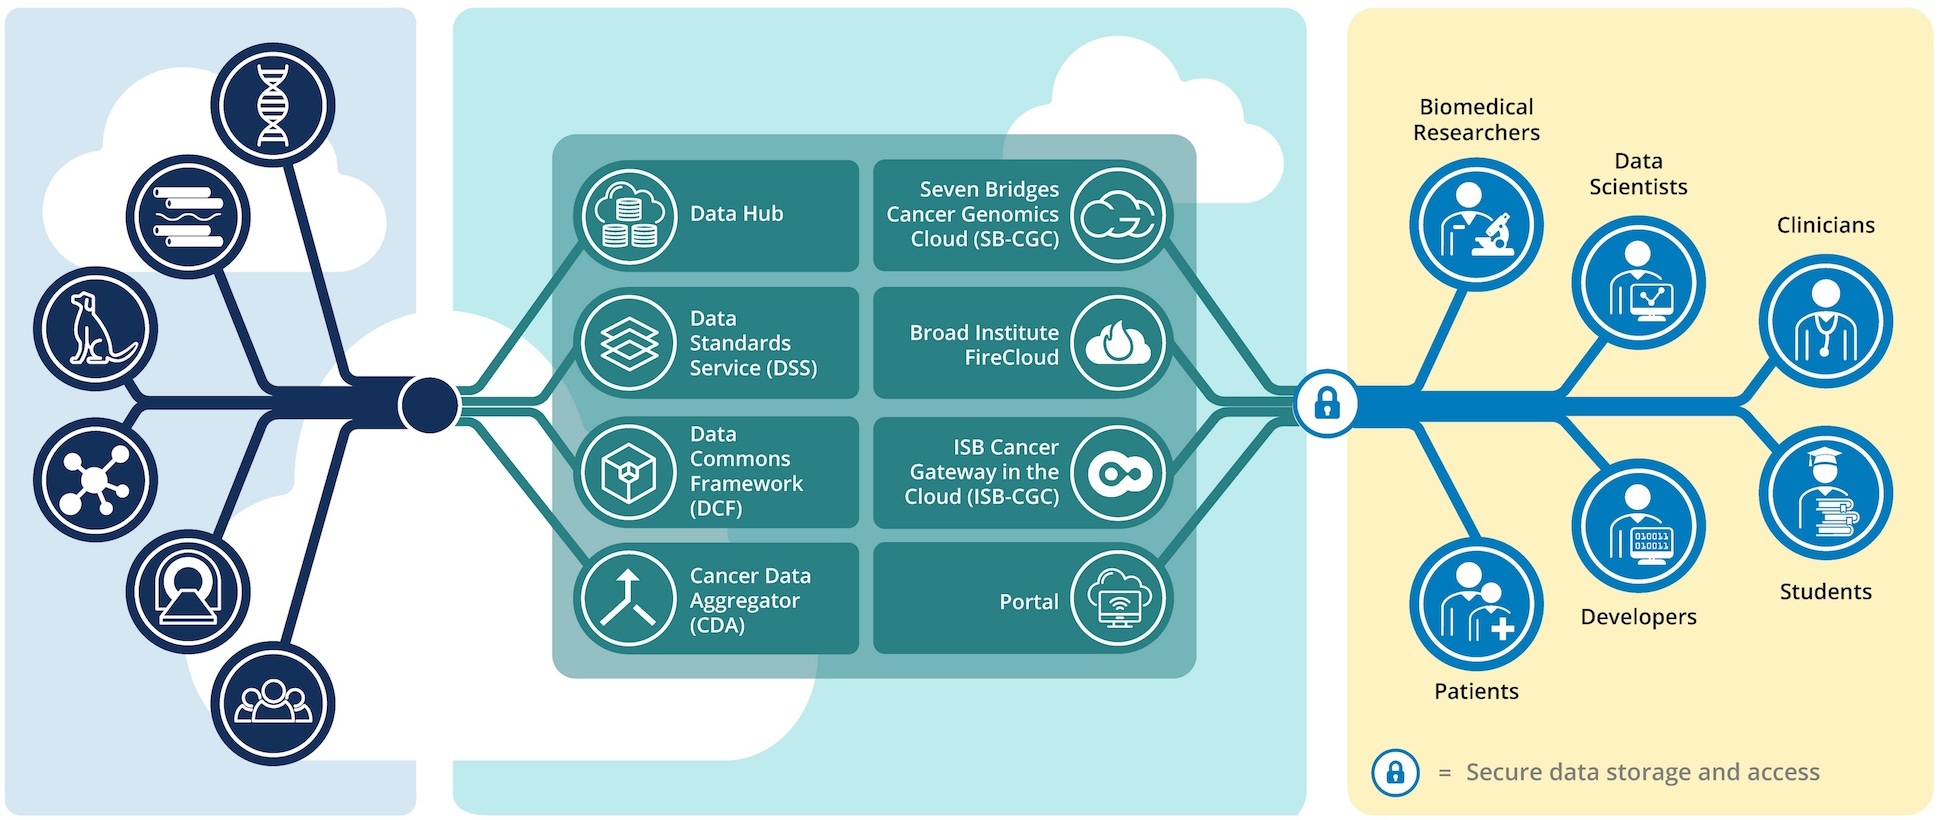 Data Hub
Data
Standards
Service (DSS)
Data
Commons
Framework
(DCF)
Cancer Data
Aggregator
(CDA)
Seven Bridges
Cancer Genomics
Cloud (SB-CGC)
Broad Institute
FireCloud
ISB Cancer
Gateway in the
Cloud (ISB-CGC)
Portal
Biomedical
Researchers
Data
Scientists
Clinicians
Patients
010011
010011
Developers
Students
= Secure data storage and access